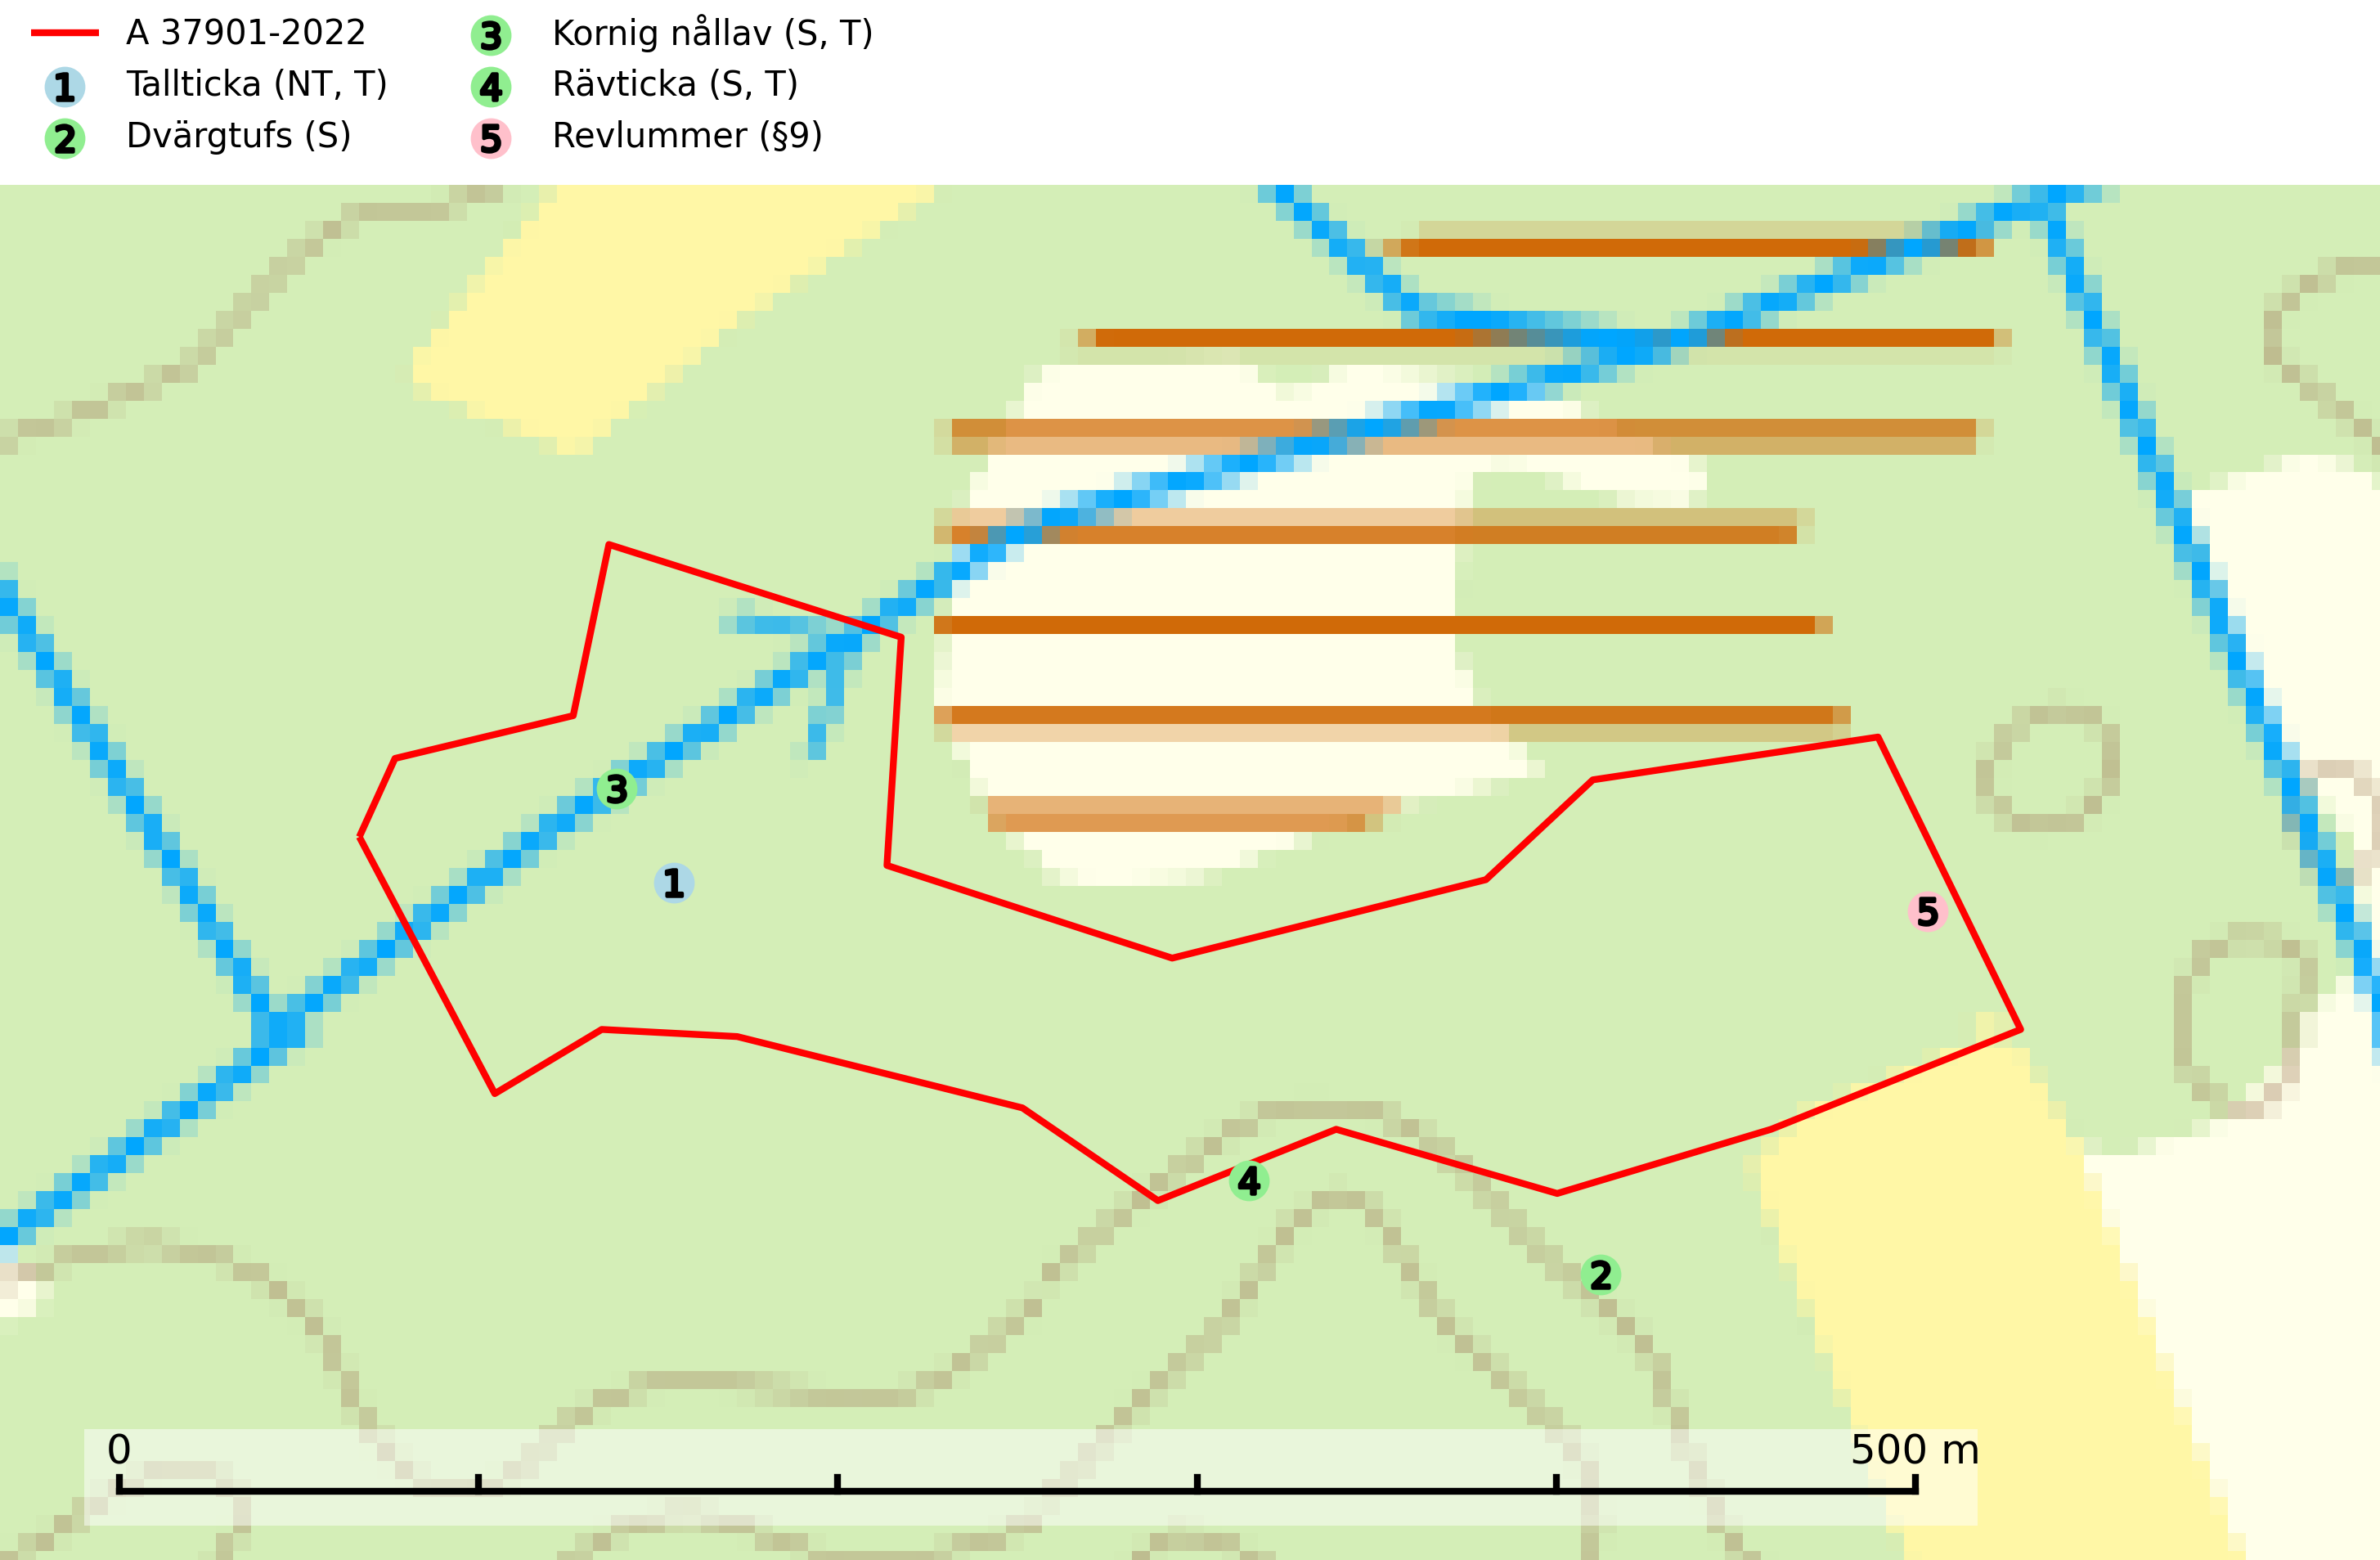 A 37901-2022
1 Tallticka (NT, T)
2 Dvärgtufs (S)
3 Kornig nållav (S, T)
4 Rävticka (S, T)
5 Revlummer (§9)
3
1
5
4
2
0 500 m